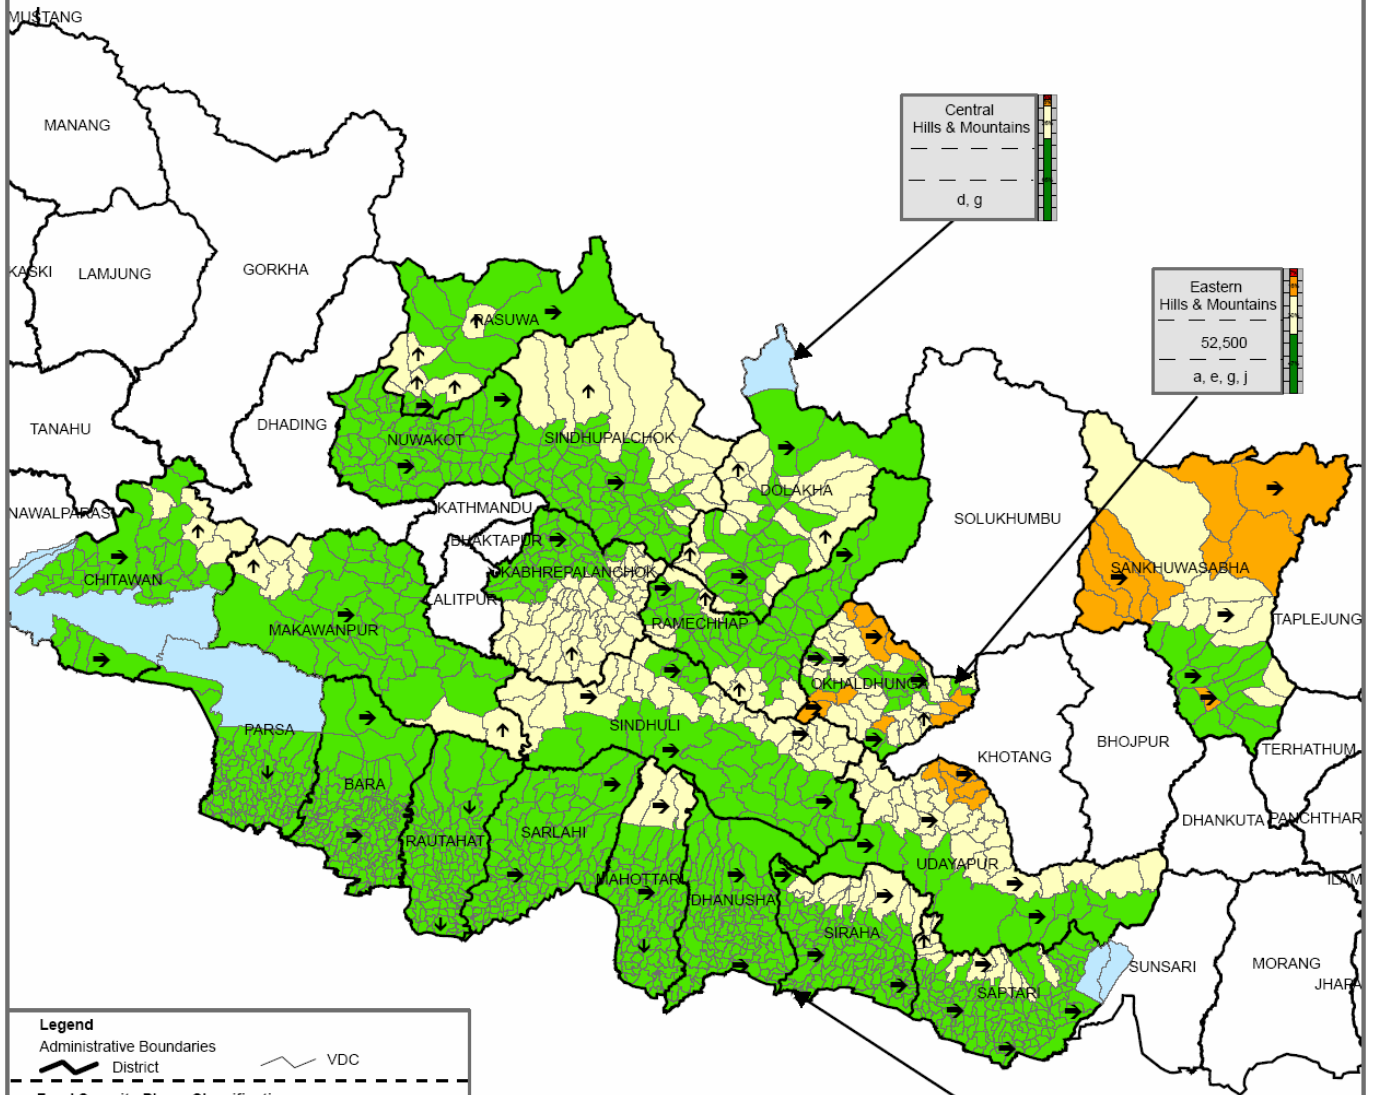 MUSTANG
MANANG
Central
Hills & Mountains
d, g
KASKI
LAMJUNG
GORKHA
Eastern
Hills & Mountains
52,500
a, e, g, j
RASUWA
TANAHU
DHADING
NUWAKOT
SINDHUPALCHOK
DOLAKHA
NAWALPARASI
KATHMANDU
SOLUKHUMBU
BHAKTAPUR
CHITAWAN
KABHREPALANCHOK
SANKHUWASABHA
ALITPUR
MAKAWANPUR
RAMECHHAP
TAPLEJUNG
OKHALDHUNGA
PARSA
SINDHULI
KHOTANG
BHOJPUR
TERHATHUM
BARA
RAUTAHAT
SARLAHI
DHANKUTA
PANCHTHAR
UDAYAPUR
MAHOTTARI
DHANUSHA
ILAM
SIRAHA
SUNSARI
MORANG
JHAPA
SAPTARI
Legend
Administrative Boundaries
District
VDC